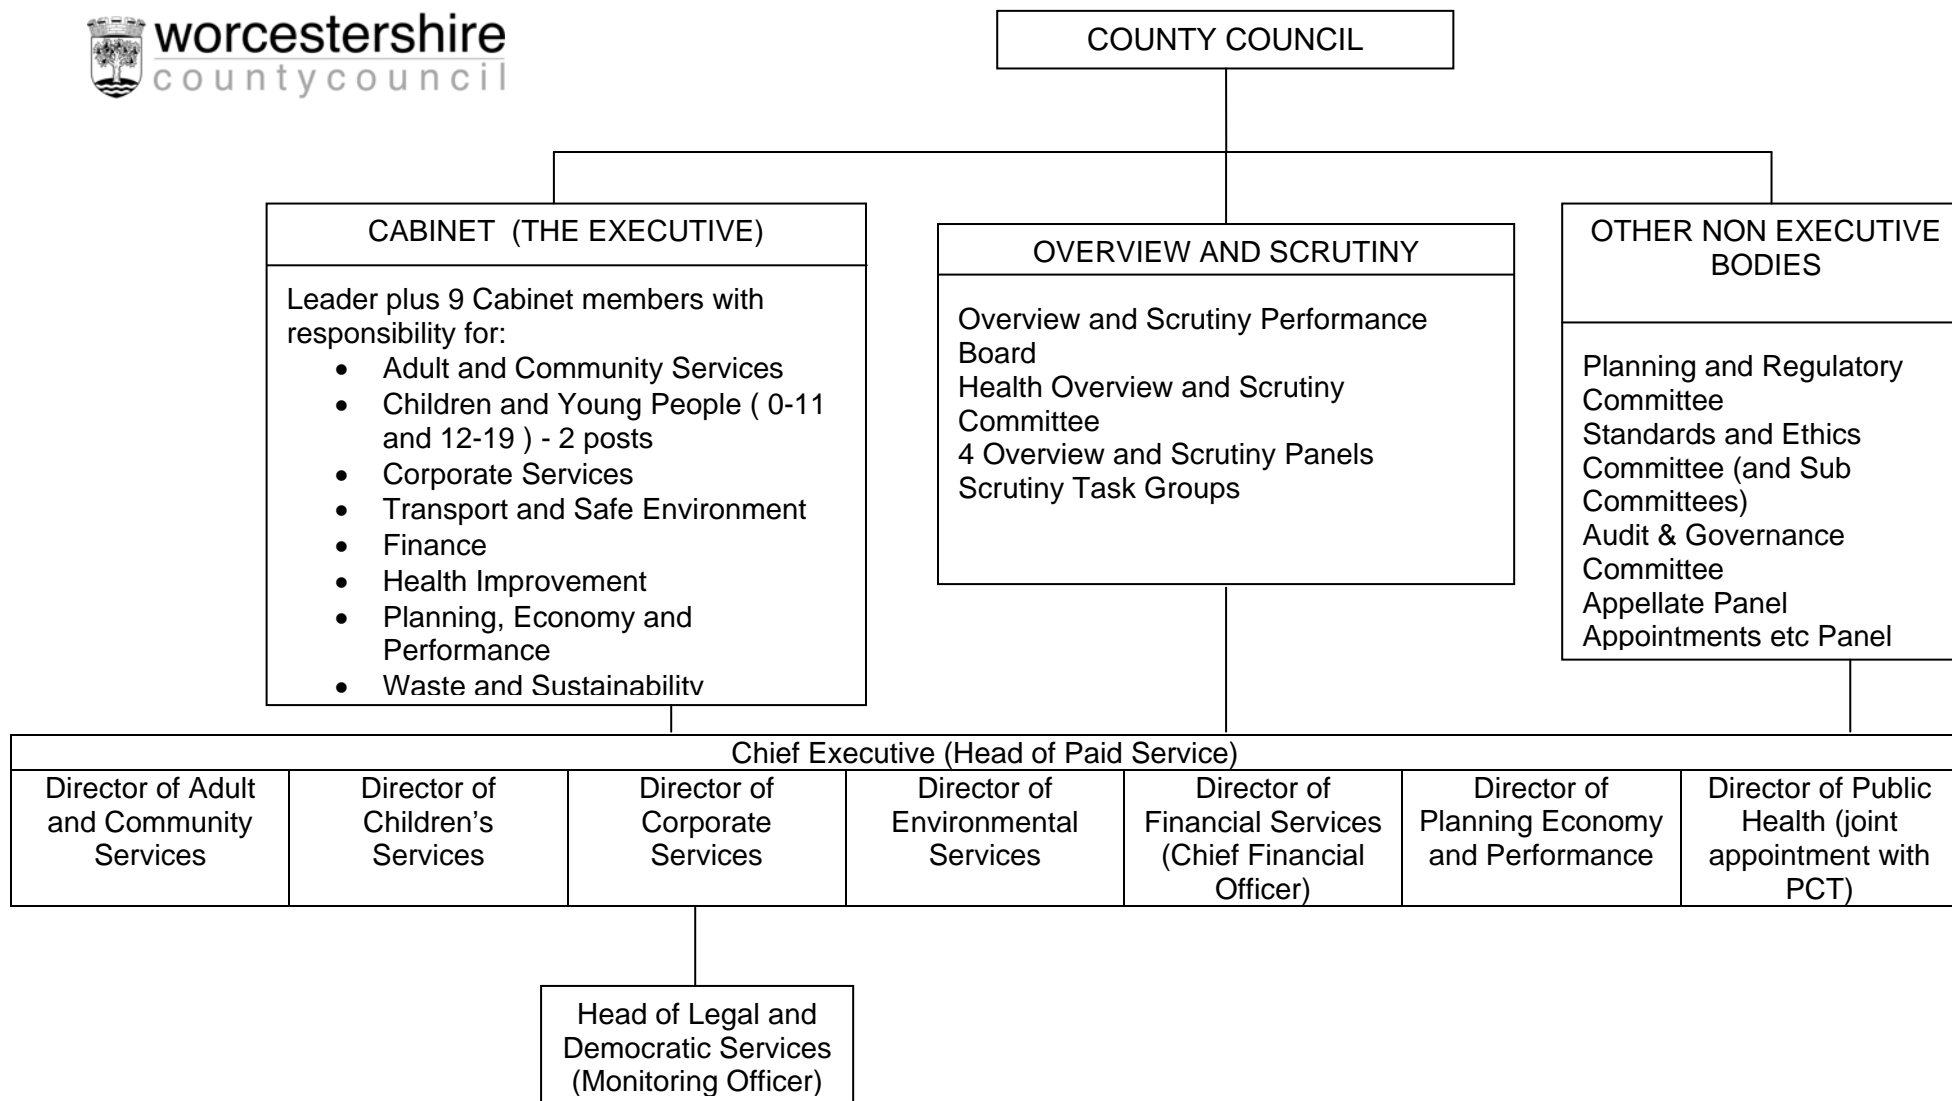 worcestershire
countycouncil
COUNTY COUNCIL
CABINET (THE EXECUTIVE)
Leader plus 9 Cabinet members with
responsibility for:
• Adult and Community Services
• Children and Young People ( 0-11
and 12-19 ) - 2 posts
• Corporate Services
• Transport and Safe Environment
• Finance
• Health Improvement
• Planning, Economy and
Performance
• Waste and Sustainability
OVERVIEW AND SCRUTINY
Overview and Scrutiny Performance
Board
Health Overview and Scrutiny
Committee
4 Overview and Scrutiny Panels
Scrutiny Task Groups
OTHER NON EXECUTIVE
BODIES
Planning and Regulatory
Committee
Standards and Ethics
Committee (and Sub
Committees)
Audit & Governance
Committee
Appellate Panel
Appointments etc Panel
Chief Executive (Head of Paid Service)
Director of Adult
and Community
Services
Director of
Children’s
Services
Director of
Corporate
Services
Director of
Environmental
Services
Director of
Financial Services
(Chief Financial
Officer)
Director of
Planning Economy
and Performance
Director of Public
Health (joint
appointment with
PCT)
Head of Legal and
Democratic Services
(Monitoring Officer)